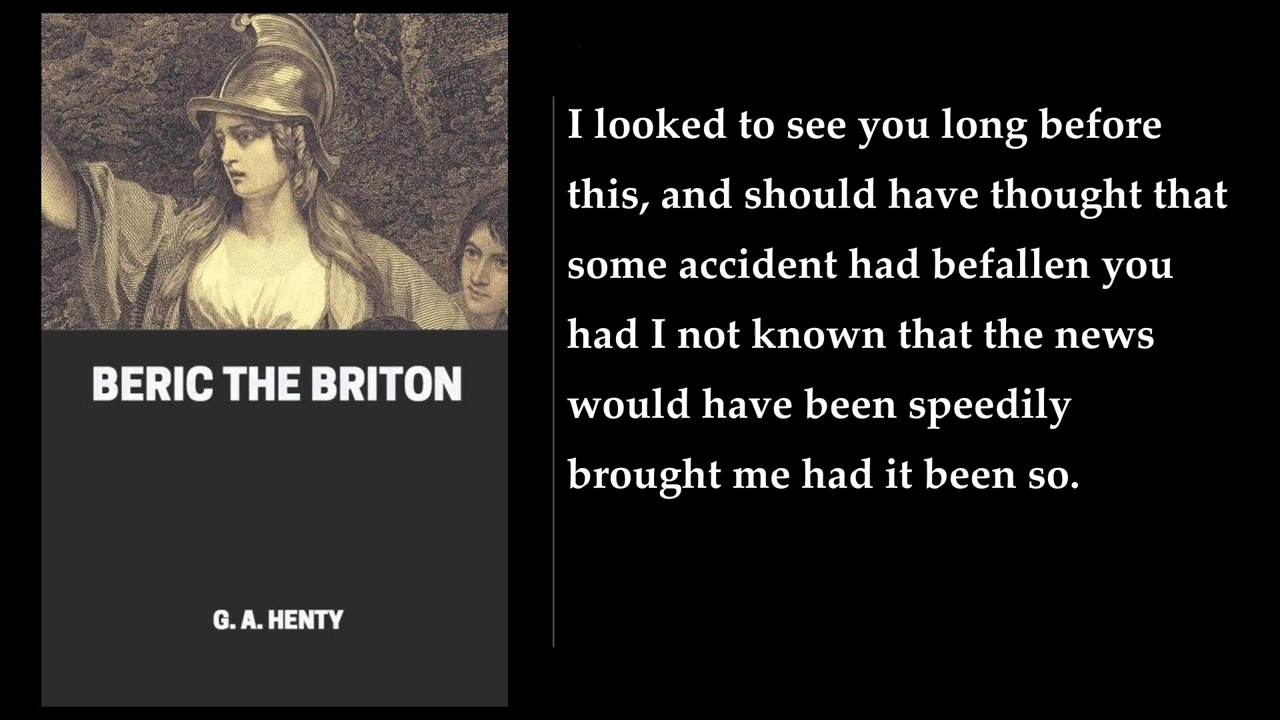 BERIC THE BRITON
G. A. HENTY
I looked to see you long before
this, and should have thought that
some accident had befallen you
had I not known that the news
would have been speedily
brought me had it been so.